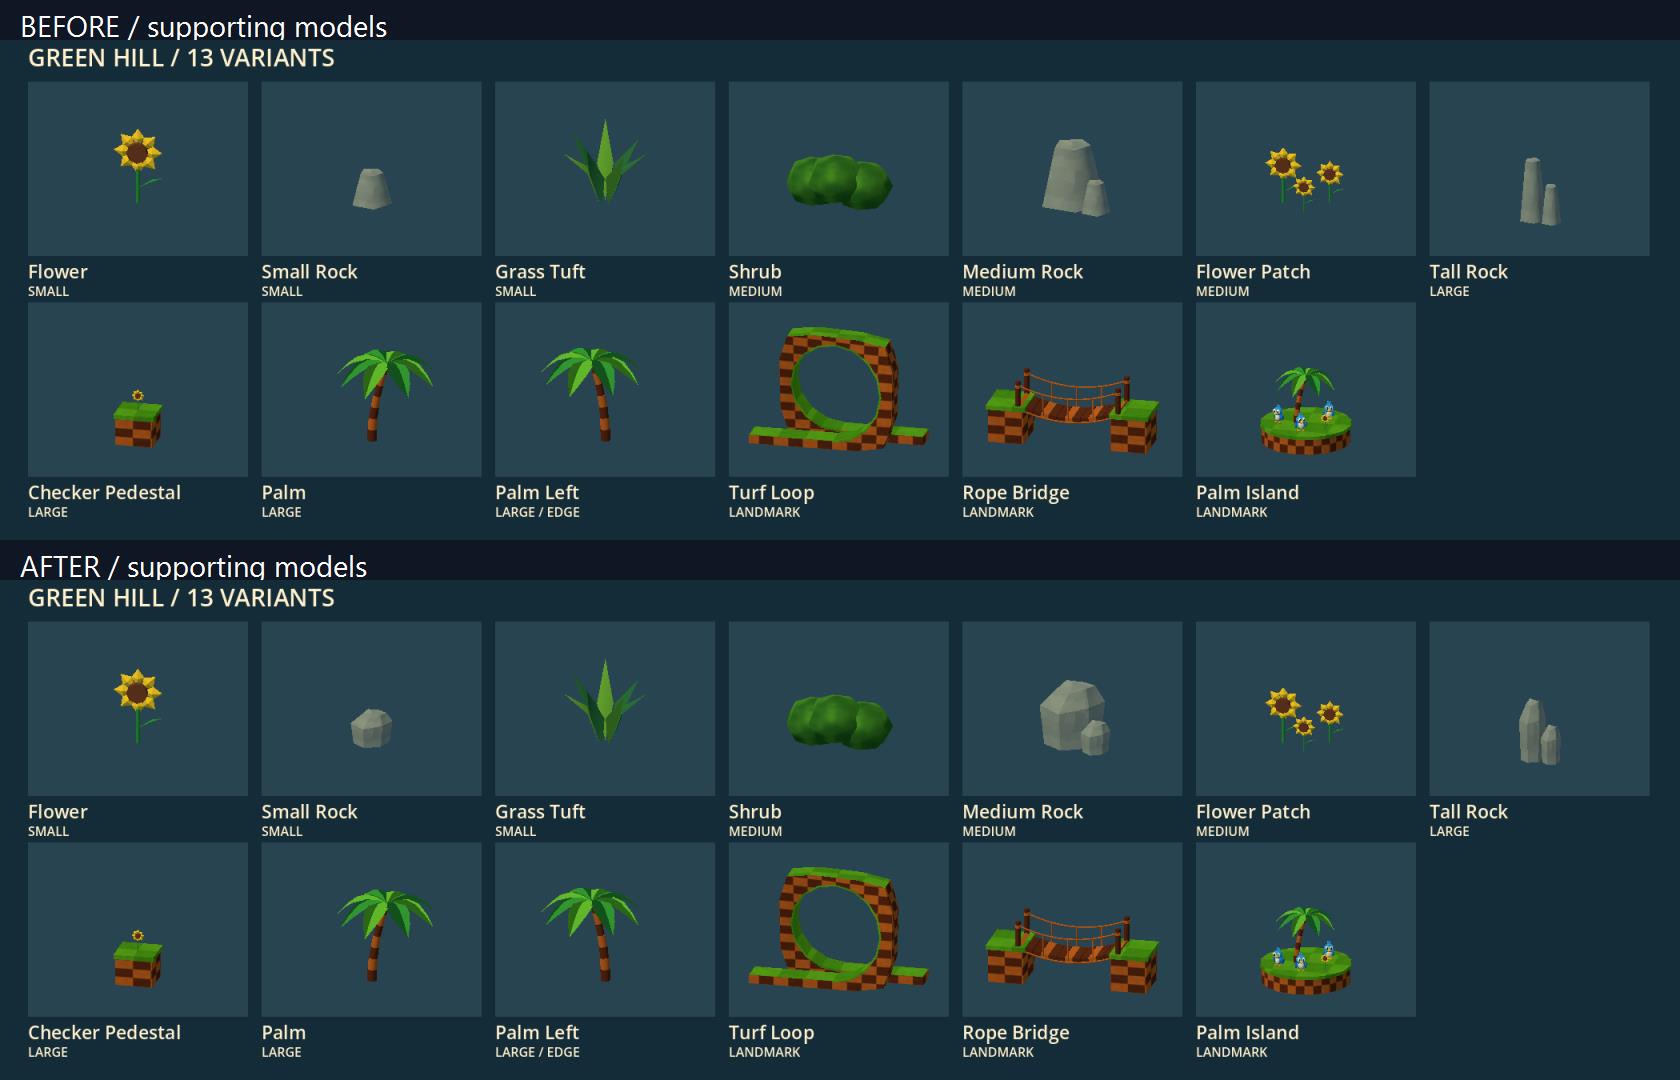 BEFORE / supporting models
GREEN HILL / 13 VARIANTS
Flower
SMALL
Small Rock
SMALL
Grass Tuft
SMALL
Shrub
MEDIUM
Medium Rock
MEDIUM
Flower Patch
MEDIUM
Tall Rock
LARGE
Checker Pedestal
LARGE
Palm
LARGE
Palm Left
LARGE / EDGE
Turf Loop
LANDMARK
Rope Bridge
LANDMARK
Palm Island
LANDMARK
AFTER / supporting models
GREEN HILL / 13 VARIANTS
Flower
SMALL
Small Rock
SMALL
Grass Tuft
SMALL
Shrub
MEDIUM
Medium Rock
MEDIUM
Flower Patch
MEDIUM
Tall Rock
LARGE
Checker Pedestal
LARGE
Palm
LARGE
Palm Left
LARGE / EDGE
Turf Loop
LANDMARK
Rope Bridge
LANDMARK
Palm Island
LANDMARK